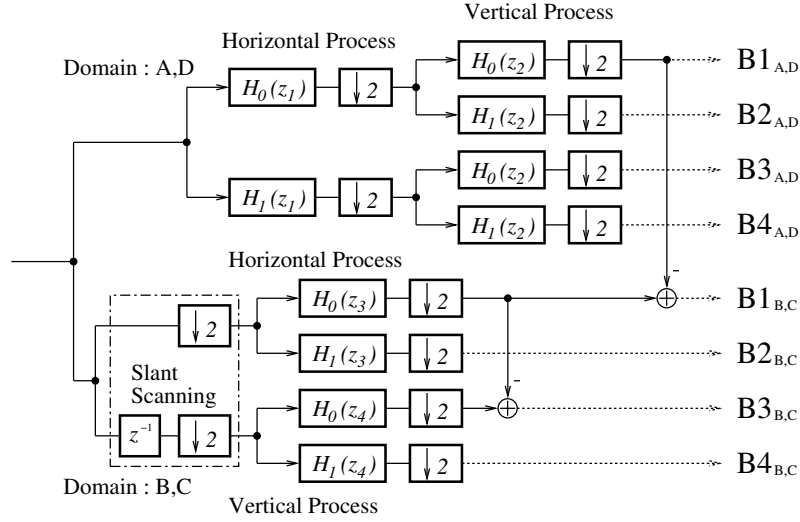 Vertical Process
Horizontal Process
Domain : A,D
H₀(z₁) ↓ 2 H₀(z₂) ↓ 2 B1A,D
H₁(z₂) ↓ 2 B2A,D
H₁(z₁) ↓ 2 H₀(z₂) ↓ 2 B3A,D
H₁(z₂) ↓ 2 B4A,D
Horizontal Process
-
↓ 2 H₀(z₃) ↓ 2 + B1B,C
H₁(z₃) ↓ 2 B2B,C
Slant
Scanning
-
z⁻¹ ↓ 2 H₀(z₄) ↓ 2 + B3B,C
H₁(z₄) ↓ 2 B4B,C
Domain : B,C
Vertical Process